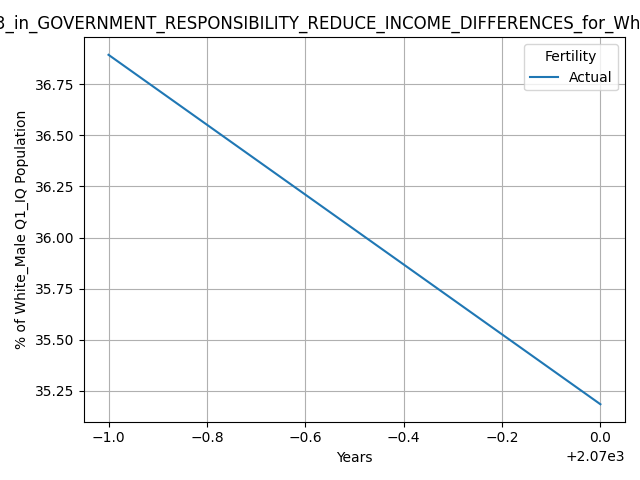 3_in_GOVERNMENT_RESPONSIBILITY_REDUCE_INCOME_DIFFERENCES_for_Wh
Fertility
Actual
36.75
36.50
36.25
36.00
35.75
35.50
35.25
% of White_Male Q1_IQ Population
−1.0 −0.8 −0.6 −0.4 −0.2 0.0
Years
+2.07e3